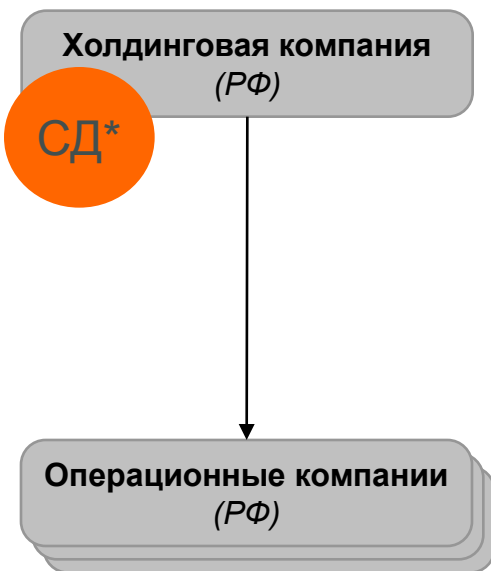 Холдинговая компания
(РФ)
СД*
Операционные компании
(РФ)